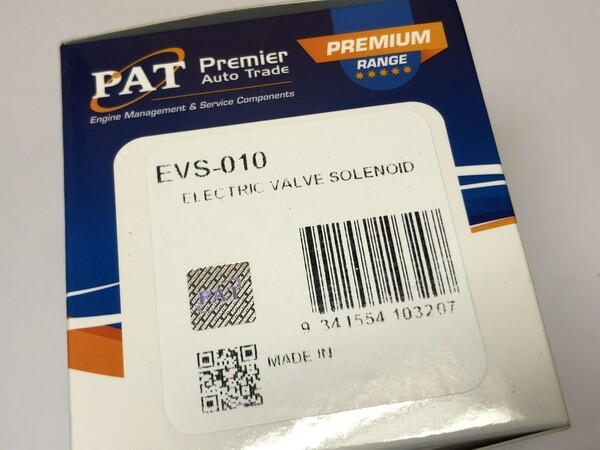 PAT Premier
Auto Trade
Engine Management & Service Components
PREMIUM
RANGE
EVS-010
ELECTRIC VALVE SOLENOID
PAT
9 341554 103207
MADE IN: